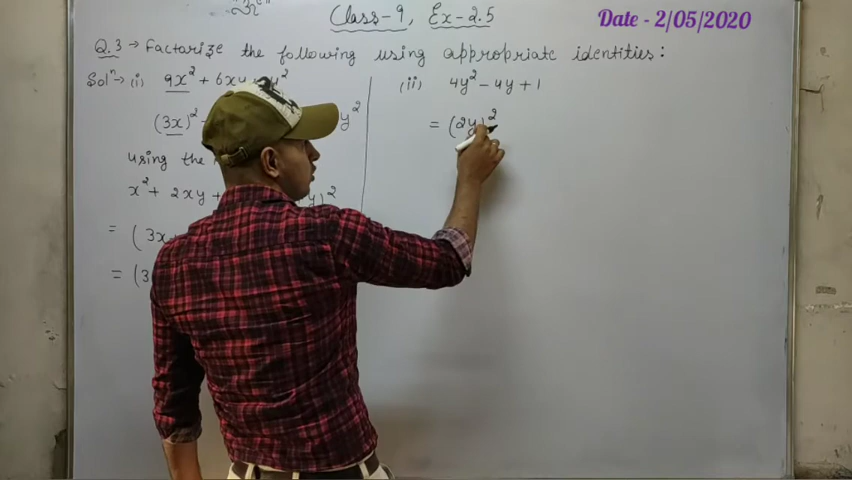 Class-9, Ex-2.5
Date - 2/05/2020
Q.3 → Factorize the following using appropriate identities:
Solⁿ→ (i) 9x² + 6xy y²
(3x)² y²
using the
x² + 2xy + y)²
= (3x
= (3
(ii) 4y² - 4y + 1
= (2y)²